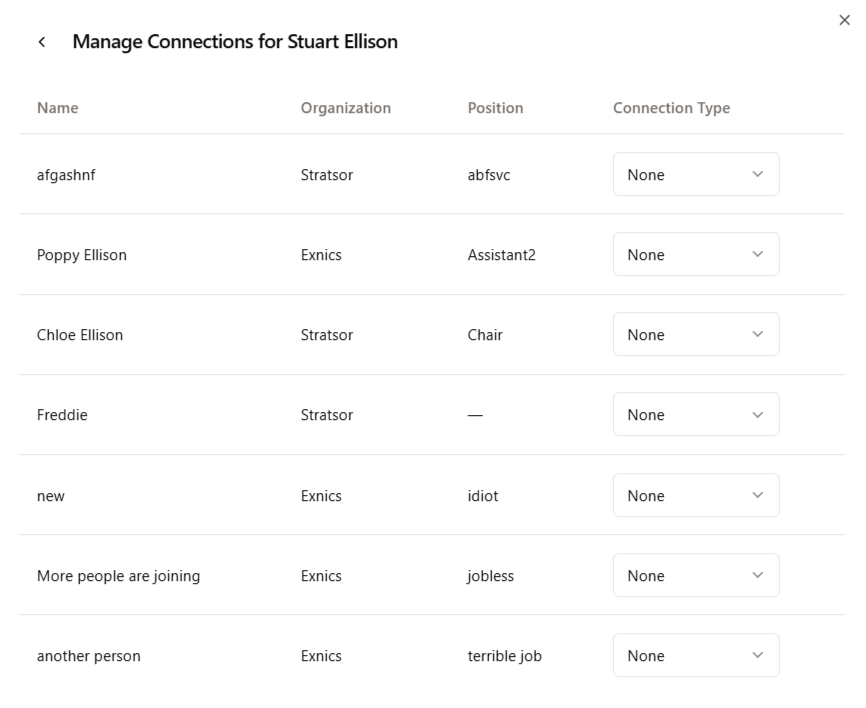 Manage Connections for Stuart Ellison
Name Organization Position Connection Type
afgashnf Stratsor abfsvc None
Poppy Ellison Exnics Assistant2 None
Chloe Ellison Stratsor Chair None
Freddie Stratsor — None
new Exnics idiot None
More people are joining Exnics jobless None
another person Exnics terrible job None